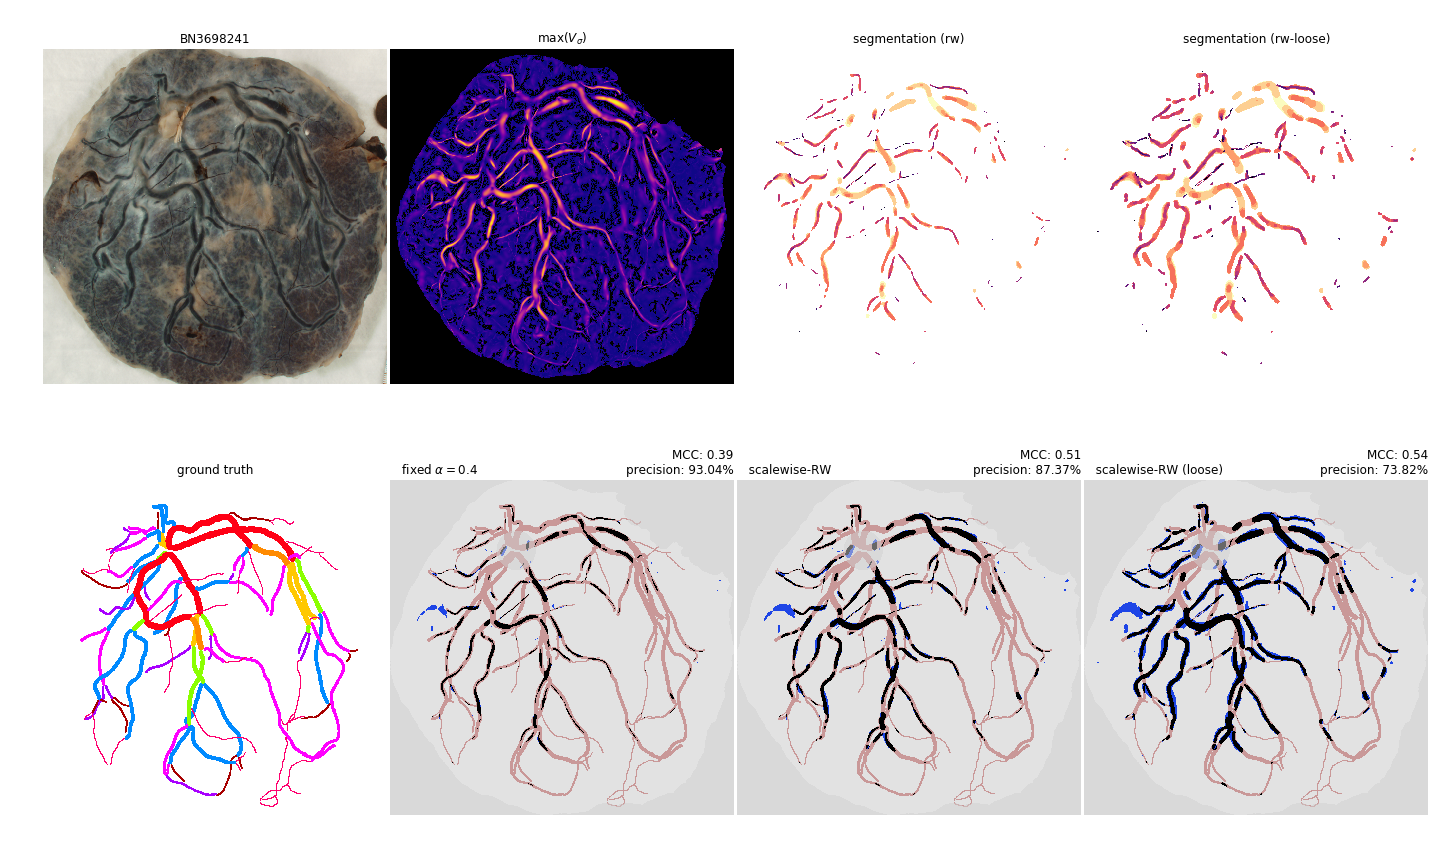 BN3698241
max(Vσ)
segmentation (rw)
segmentation (rw-loose)
ground truth
fixed α = 0.4
MCC: 0.39
precision: 93.04%
scalewise-RW
MCC: 0.51
precision: 87.37%
scalewise-RW (loose)
MCC: 0.54
precision: 73.82%